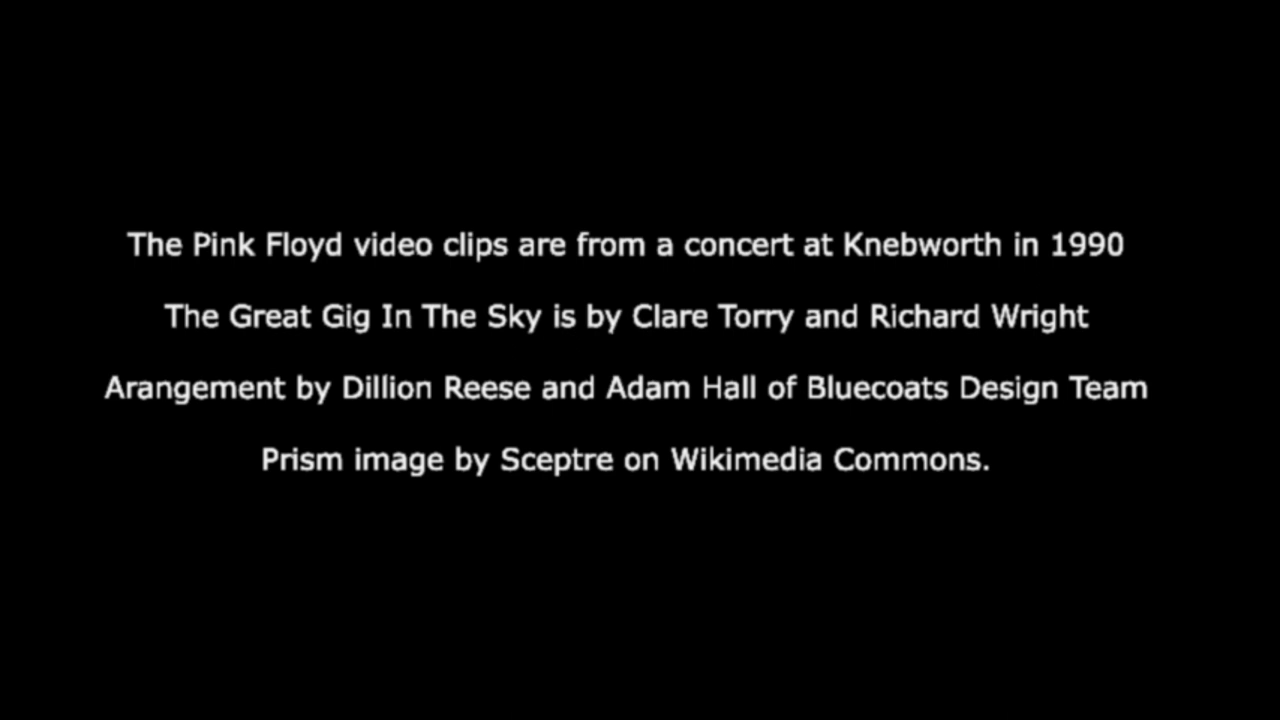 The Pink Floyd video clips are from a concert at Knebworth in 1990
The Great Gig In The Sky is by Clare Torry and Richard Wright
Arangement by Dillion Reese and Adam Hall of Bluecoats Design Team
Prism image by Sceptre on Wikimedia Commons.